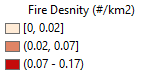 Fire Desnity (#/km2)
[0, 0.02]
(0.02, 0.07]
(0.07 - 0.17)